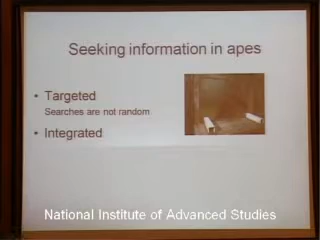 Seeking information in apes
• Targeted
Searches are not random
• Integrated
National Institute of Advanced Studies